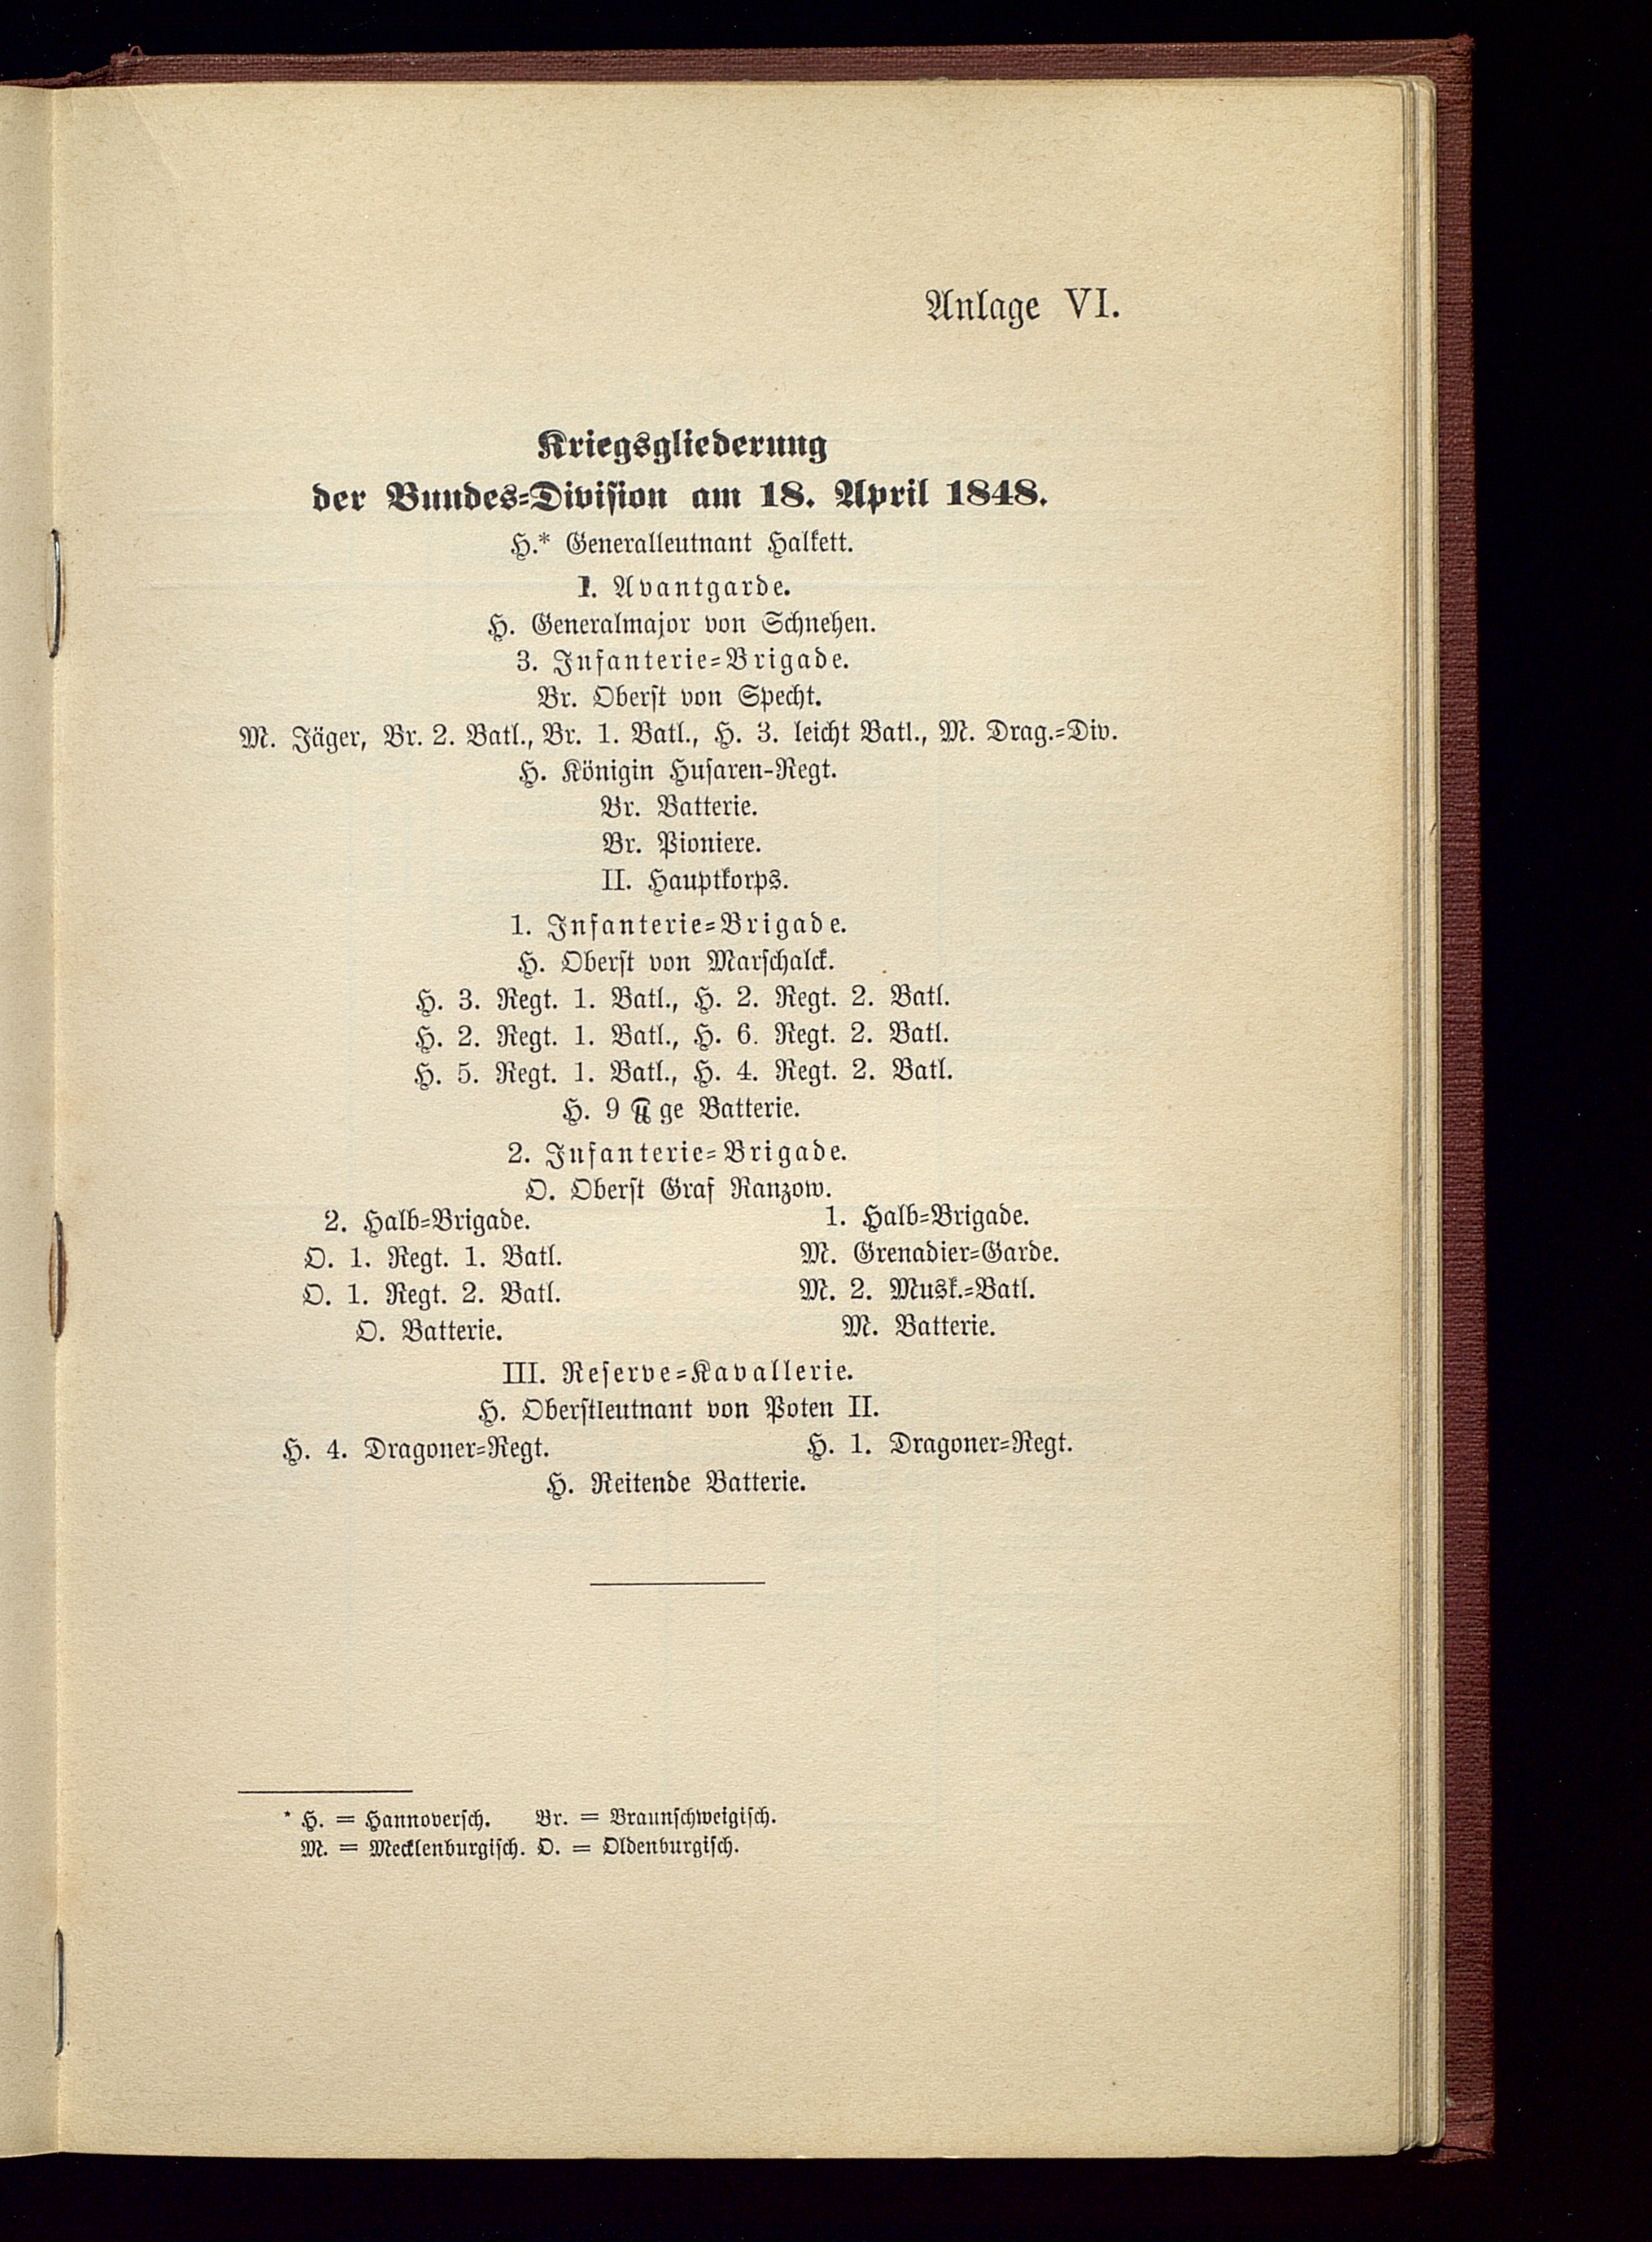 Anlage VI.
Kriegsgliederung
der Bundes-Division am 18. April 1848.
H.* Generalleutnant Halkett.
I. Avantgarde.
H. Generalmajor von Schnehen.
3. Infanterie-Brigade.
Br. Oberst von Specht.
M. Jäger, Br. 2. Batl., Br. 1. Batl., H. 3. leicht Batl., M. Drag.-Div.
H. Königin Husaren-Regt.
Br. Batterie.
Br. Pioniere.
II. Hauptkorps.
1. Infanterie-Brigade.
H. Oberst von Marschalck.
H. 3. Regt. 1. Batl., H. 2. Regt. 2. Batl.
H. 2. Regt. 1. Batl., H. 6. Regt. 2. Batl.
H. 5. Regt. 1. Batl., H. 4. Regt. 2. Batl.
H. 9 ℔ge Batterie.
2. Infanterie-Brigade.
O. Oberst Graf Ranzow.
2. Halb-Brigade. 1. Halb-Brigade.
O. 1. Regt. 1. Batl. M. Grenadier-Garde.
O. 1. Regt. 2. Batl. M. 2. Musk.-Batl.
O. Batterie. M. Batterie.
III. Reserve-Kavallerie.
H. Oberstleutnant von Poten II.
H. 4. Dragoner-Regt. H. 1. Dragoner-Regt.
H. Reitende Batterie.
* H. = Hannoversch. Br. = Braunschweigisch.
M. = Mecklenburgisch. O. = Oldenburgisch.